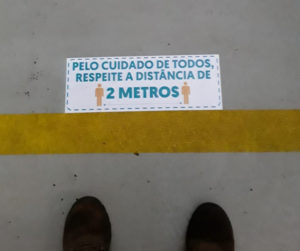 PELO CUIDADO DE TODOS,
RESPEITE A DISTÂNCIA DE
2 METROS